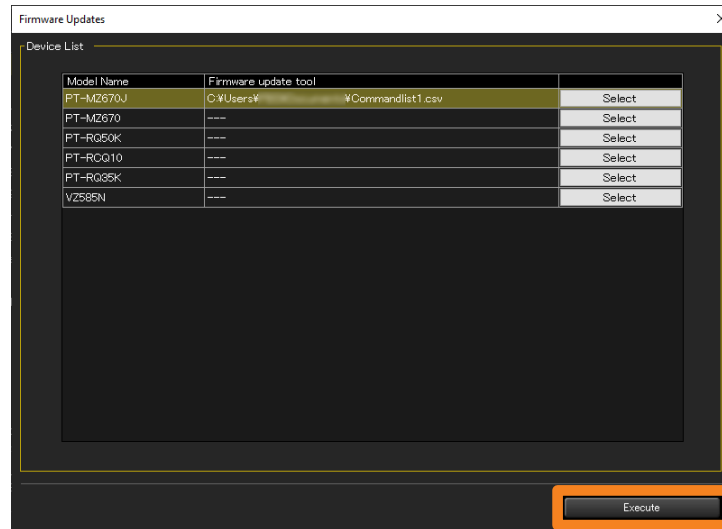 Firmware Updates
Device List
Model Name Firmware update tool
PT-MZ670J C:¥Users¥ ¥Commandlist1.csv Select
PT-MZ670 --- Select
PT-RQ50K --- Select
PT-RCQ10 --- Select
PT-RQ35K --- Select
VZ585N --- Select
Execute